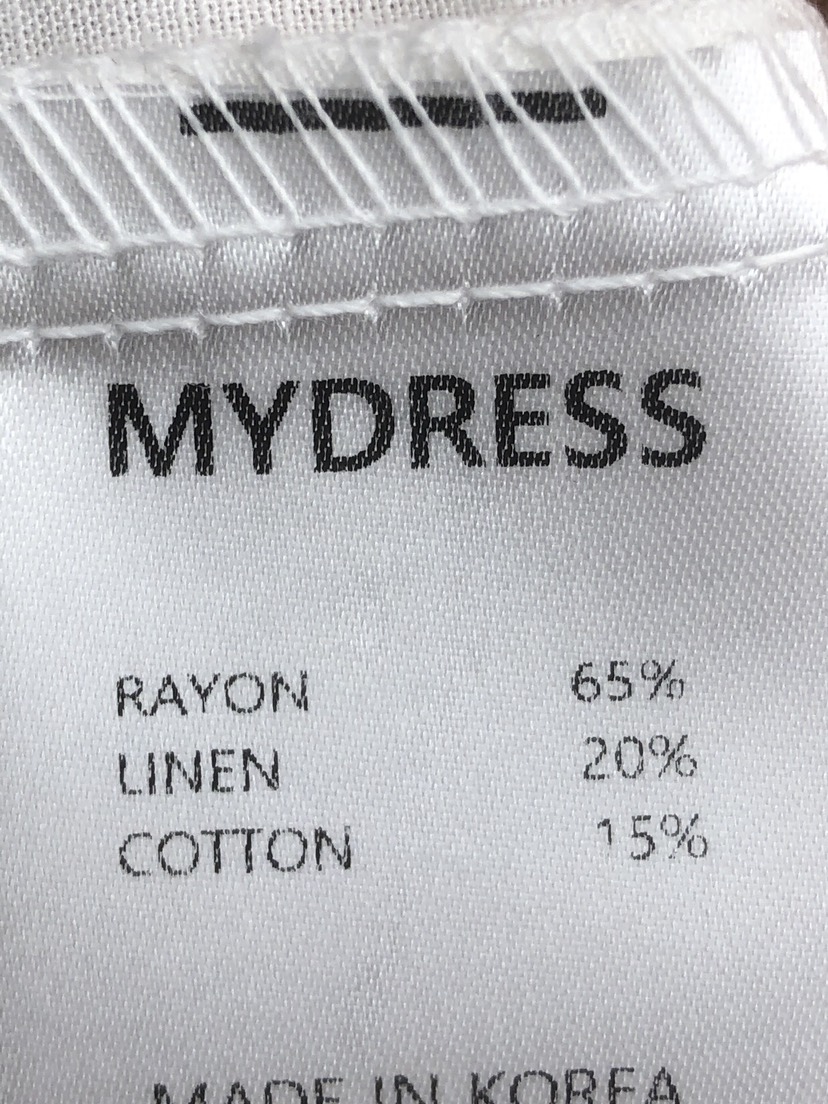 MYDRESS
RAYON 65%
LINEN 20%
COTTON 15%
MADE IN KOREA